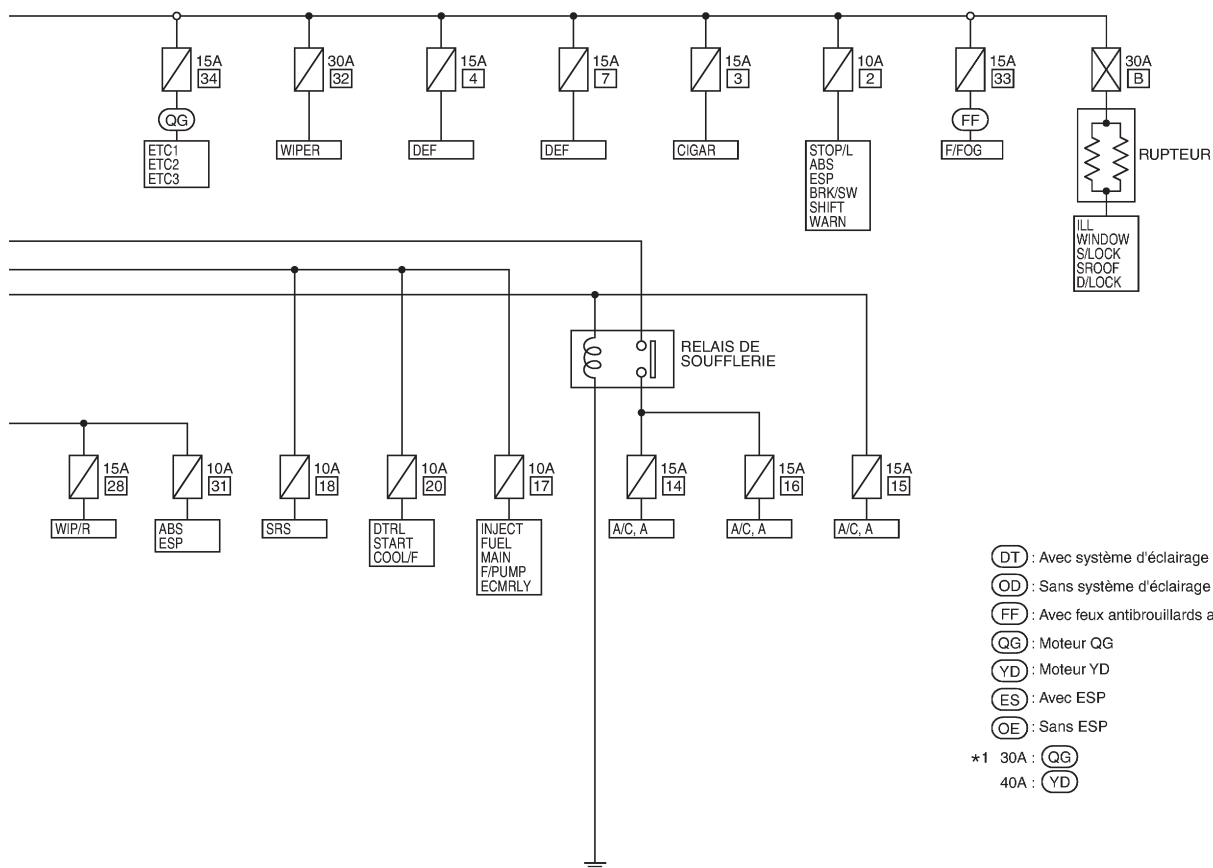 15A 34
30A 32
15A 4
15A 7
15A 3
10A 2
15A 33
30A B
QG
FF
ETC1
ETC2
ETC3
WIPER
DEF
DEF
CIGAR
STOP/L
ABS
ESP
BRK/SW
SHIFT
WARN
F/FOG
RUPTEUR
ILL
WINDOW
S/LOCK
SROOF
D/LOCK
RELAIS DE
SOUFFLERIE
15A 28
10A 31
10A 18
10A 20
10A 17
15A 14
15A 16
15A 15
WIP/R
ABS
ESP
SRS
DTRL
START
COOL/F
INJECT
FUEL
MAIN
F/PUMP
ECMRLY
A/C, A
A/C, A
A/C, A
DT : Avec système d'éclairage
OD : Sans système d'éclairage
FF : Avec feux antibrouillards a
QG : Moteur QG
YD : Moteur YD
ES : Avec ESP
OE : Sans ESP
*1 30A : QG
40A : YD